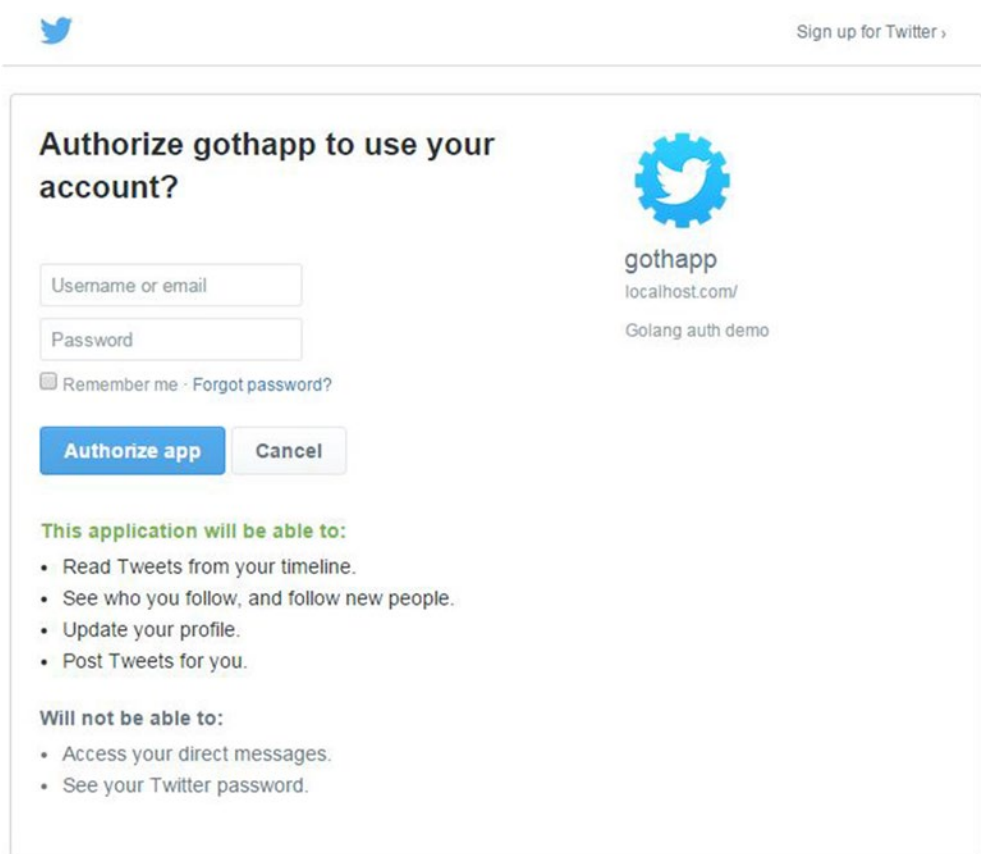 Sign up for Twitter ›
Authorize gothapp to use your
account?
Username or email
Password
Remember me · Forgot password?
Authorize app
Cancel
gothapp
localhost.com/
Golang auth demo
This application will be able to:
• Read Tweets from your timeline.
• See who you follow, and follow new people.
• Update your profile.
• Post Tweets for you.
Will not be able to:
• Access your direct messages.
• See your Twitter password.